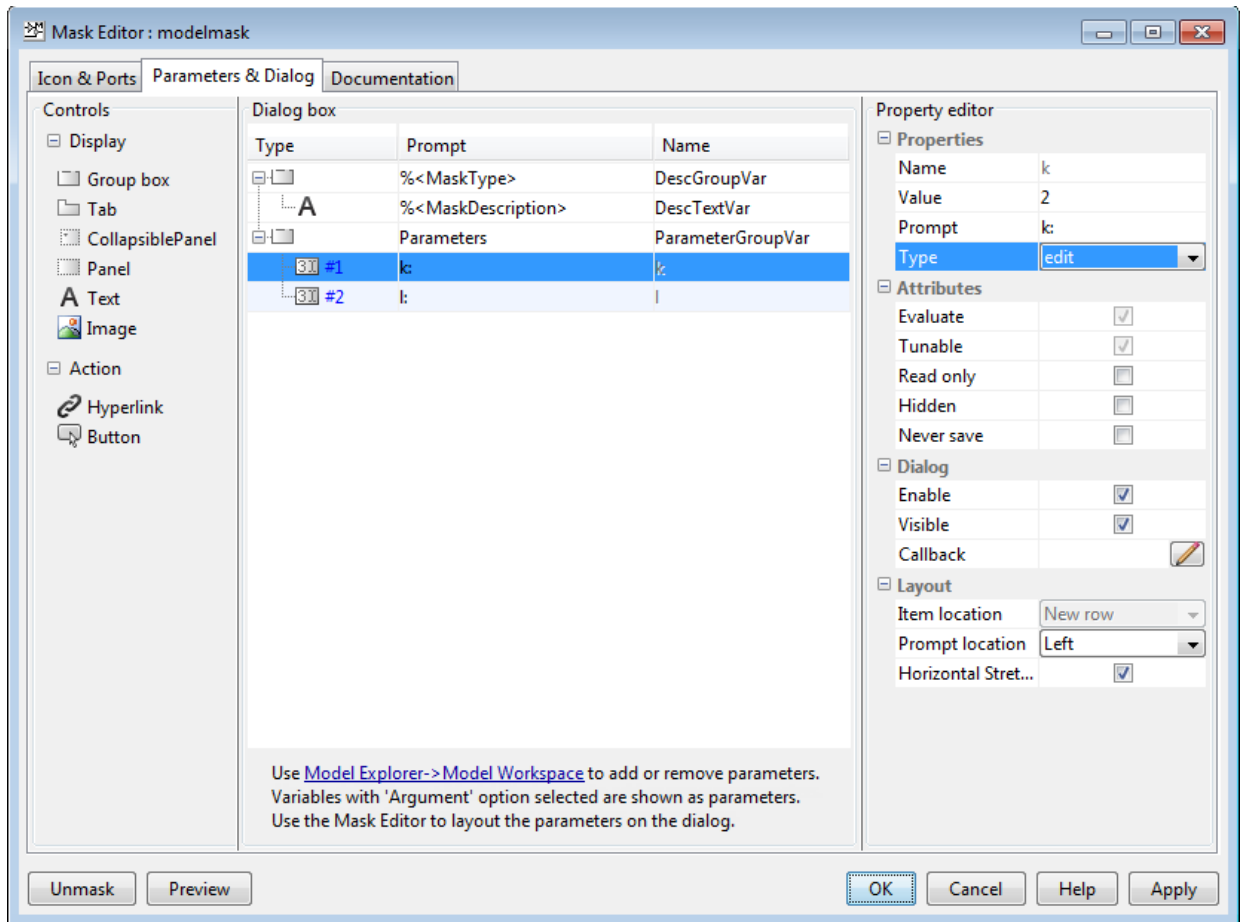 Mask Editor : modelmask
Icon & Ports Parameters & Dialog Documentation
Controls
Display
Group box
Tab
CollapsiblePanel
Panel
A Text
Image
Action
Hyperlink
Button
Dialog box
Type Prompt Name
%<MaskType> DescGroupVar
A %<MaskDescription> DescTextVar
Parameters ParameterGroupVar
#1 k: k
#2 l: l
Use Model Explorer->Model Workspace to add or remove parameters.
Variables with 'Argument' option selected are shown as parameters.
Use the Mask Editor to layout the parameters on the dialog.
Property editor
Properties
Name k
Value 2
Prompt k:
Type edit
Attributes
Evaluate
Tunable
Read only
Hidden
Never save
Dialog
Enable
Visible
Callback
Layout
Item location New row
Prompt location Left
Horizontal Stret...
Unmask Preview OK Cancel Help Apply